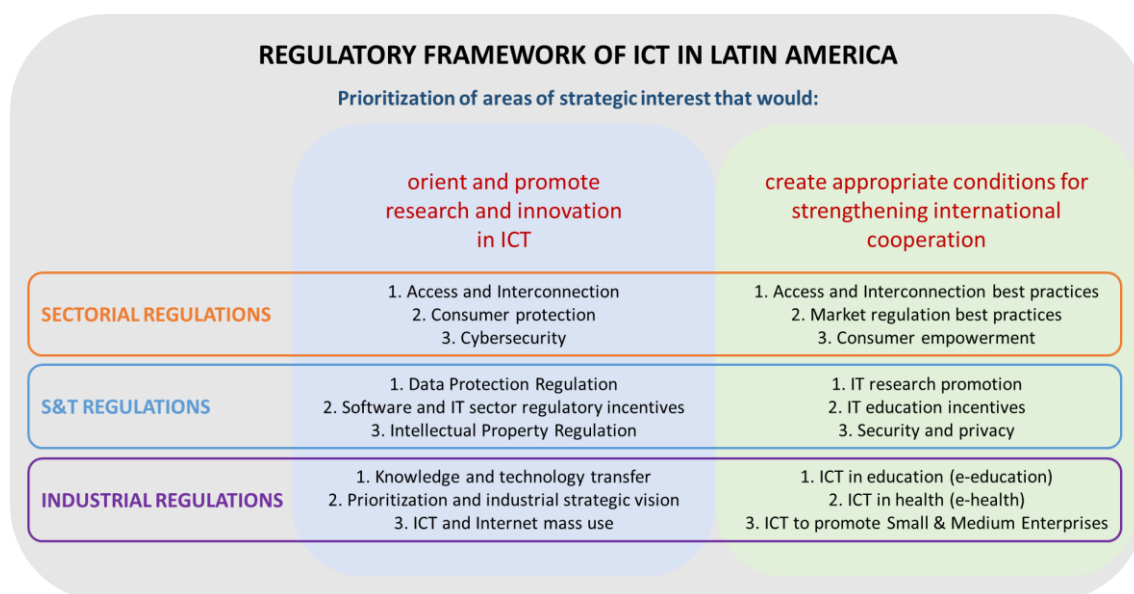 REGULATORY FRAMEWORK OF ICT IN LATIN AMERICA
Prioritization of areas of strategic interest that would:
orient and promote
research and innovation
in ICT
create appropriate conditions for
strengthening international
cooperation
SECTORIAL REGULATIONS
1. Access and Interconnection
2. Consumer protection
3. Cybersecurity
1. Access and Interconnection best practices
2. Market regulation best practices
3. Consumer empowerment
S&T REGULATIONS
1. Data Protection Regulation
2. Software and IT sector regulatory incentives
3. Intellectual Property Regulation
1. IT research promotion
2. IT education incentives
3. Security and privacy
INDUSTRIAL REGULATIONS
1. Knowledge and technology transfer
2. Prioritization and industrial strategic vision
3. ICT and Internet mass use
1. ICT in education (e-education)
2. ICT in health (e-health)
3. ICT to promote Small & Medium Enterprises